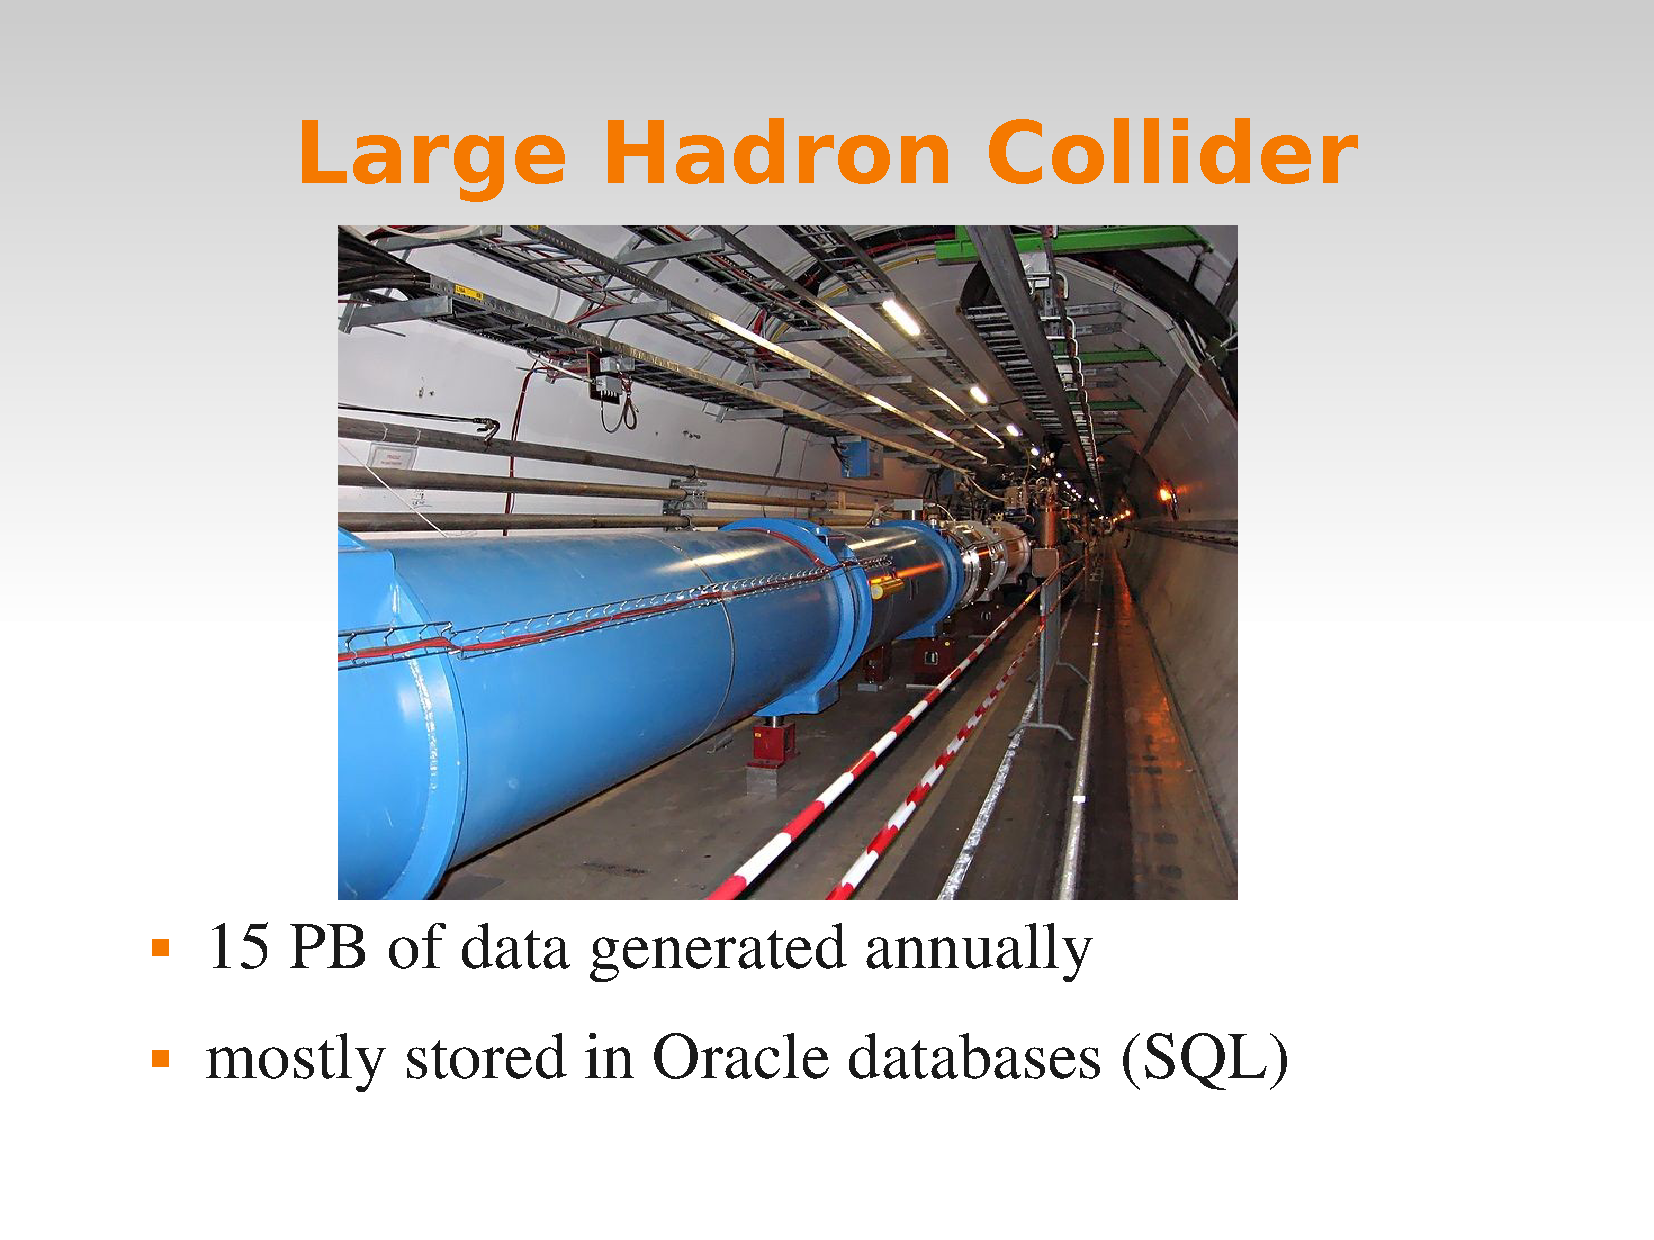 Large Hadron Collider
15 PB of data generated annually
mostly stored in Oracle databases (SQL)